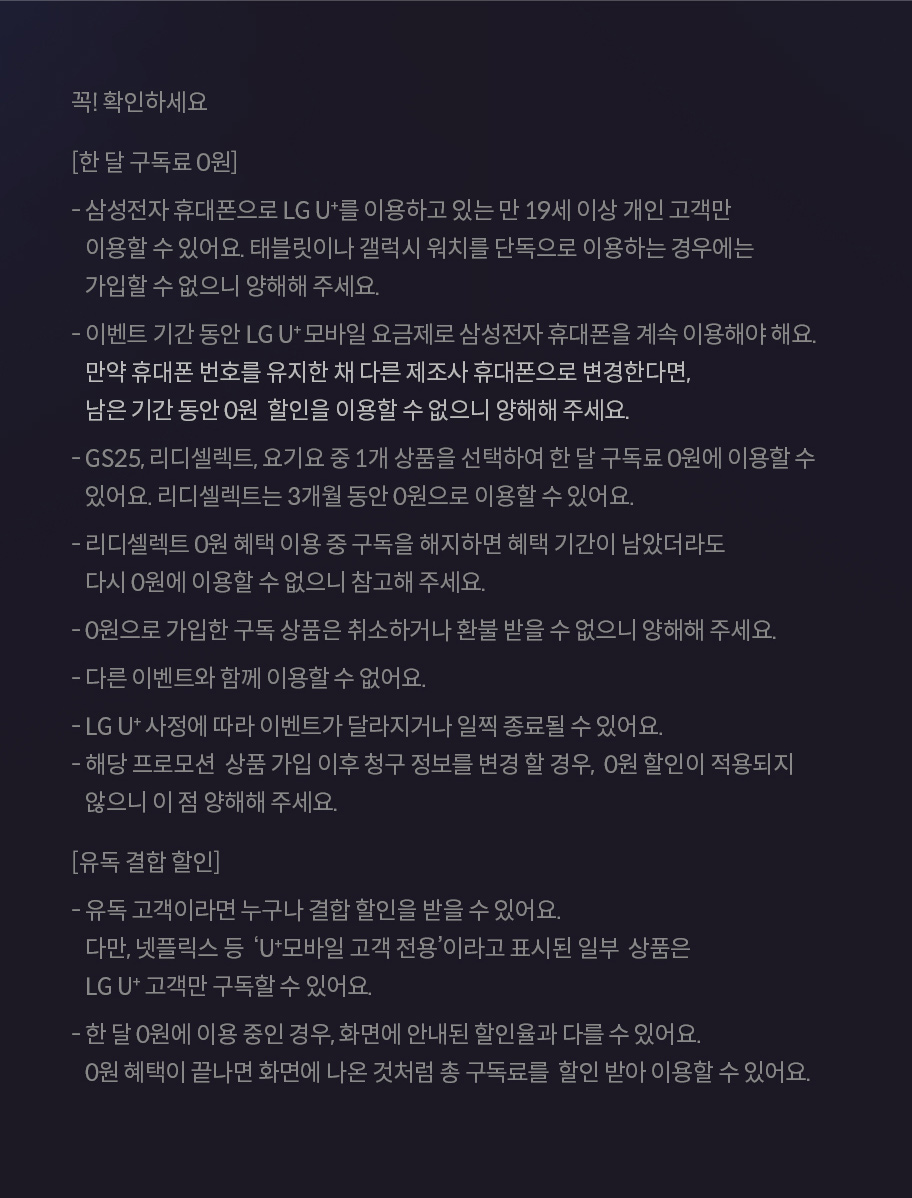 꼭! 확인하세요
[한 달 구독료 0원]
- 삼성전자 휴대폰으로 LG U+를 이용하고 있는 만 19세 이상 개인 고객만
이용할 수 있어요. 태블릿이나 갤럭시 워치를 단독으로 이용하는 경우에는
가입할 수 없으니 양해해 주세요.
- 이벤트 기간 동안 LG U+ 모바일 요금제로 삼성전자 휴대폰을 계속 이용해야 해요.
만약 휴대폰 번호를 유지한 채 다른 제조사 휴대폰으로 변경한다면,
남은 기간 동안 0원 할인을 이용할 수 없으니 양해해 주세요.
- GS25, 리디셀렉트, 요기요 중 1개 상품을 선택하여 한 달 구독료 0원에 이용할 수
있어요. 리디셀렉트는 3개월 동안 0원으로 이용할 수 있어요.
- 리디셀렉트 0원 혜택 이용 중 구독을 해지하면 혜택 기간이 남았더라도
다시 0원에 이용할 수 없으니 참고해 주세요.
- 0원으로 가입한 구독 상품은 취소하거나 환불 받을 수 없으니 양해해 주세요.
- 다른 이벤트와 함께 이용할 수 없어요.
- LG U+ 사정에 따라 이벤트가 달라지거나 일찍 종료될 수 있어요.
- 해당 프로모션 상품 가입 이후 청구 정보를 변경 할 경우, 0원 할인이 적용되지
않으니 이 점 양해해 주세요.
[유독 결합 할인]
- 유독 고객이라면 누구나 결합 할인을 받을 수 있어요.
다만, 넷플릭스 등 ‘U+모바일 고객 전용’이라고 표시된 일부 상품은
LG U+ 고객만 구독할 수 있어요.
- 한 달 0원에 이용 중인 경우, 화면에 안내된 할인율과 다를 수 있어요.
0원 혜택이 끝나면 화면에 나온 것처럼 총 구독료를 할인 받아 이용할 수 있어요.